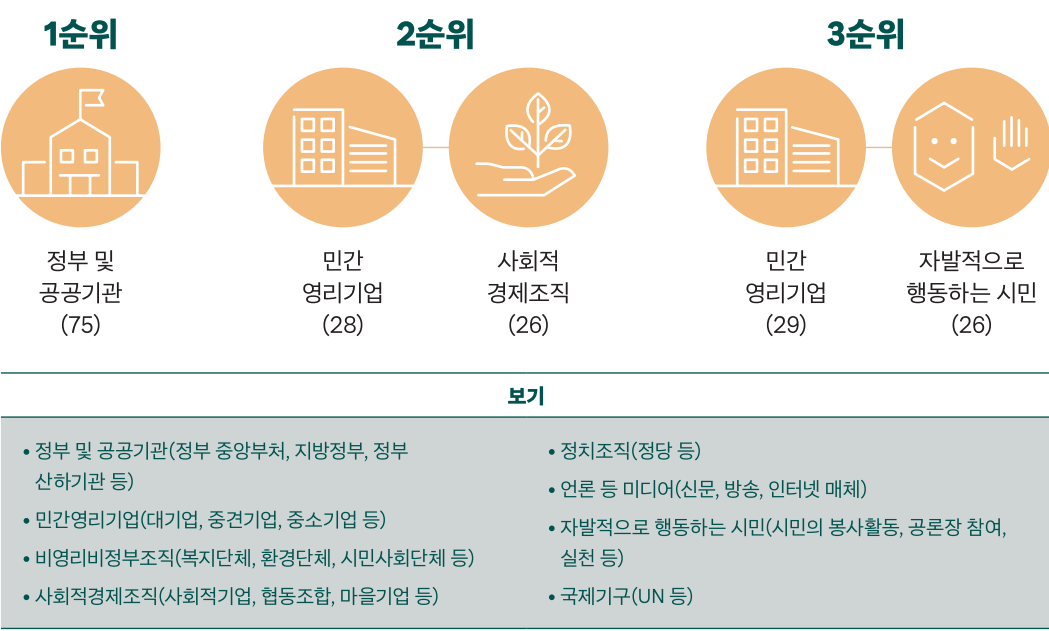 1순위
2순위
3순위
정부 및
공공기관
(75)
민간
영리기업
(28)
사회적
경제조직
(26)
민간
영리기업
(29)
자발적으로
행동하는 시민
(26)
보기
• 정부 및 공공기관(정부 중앙부처, 지방정부, 정부
산하기관 등)
• 민간영리기업(대기업, 중견기업, 중소기업 등)
• 비영리비정부조직(복지단체, 환경단체, 시민사회단체 등)
• 사회적경제조직(사회적기업, 협동조합, 마을기업 등)
• 정치조직(정당 등)
• 언론 등 미디어(신문, 방송, 인터넷 매체)
• 자발적으로 행동하는 시민(시민의 봉사활동, 공론장 참여,
실천 등)
• 국제기구(UN 등)